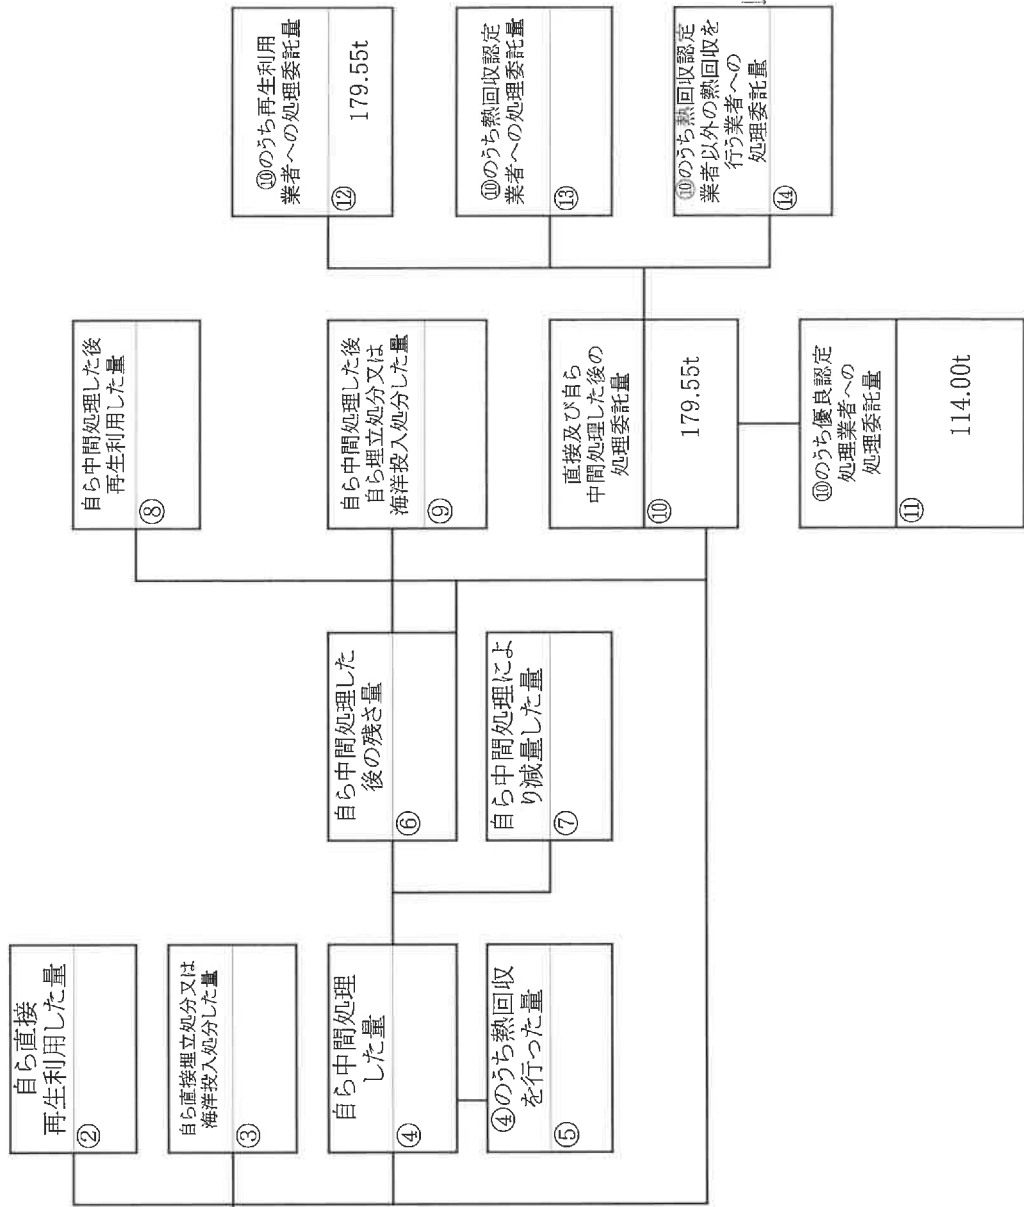 自ら直接
再生利用した量
②
自ら直接埋立処分又は
海洋投入処分した量
③
自ら中間処理
した量
④
④のうち熱回収
を行った量
⑤
自ら中間処理した
後の残さ量
⑥
自ら中間処理によ
り減量した量
⑦
自ら中間処理した後
再生利用した量
⑧
自ら中間処理した後
自ら埋立処分又は
海洋投入処分した量
⑨
直接及び自ら
中間処理した後の
処理委託量
⑩
179.55t
⑩のうち優良認定
処理業者への
処理委託量
⑪
114.00t
⑩のうち再生利用
業者への処理委託量
⑫
179.55t
⑩のうち熱回収認定
業者への処理委託量
⑬
⑩のうち熱回収認定
業者以外の熱回収を
行う業者への
処理委託量
⑭